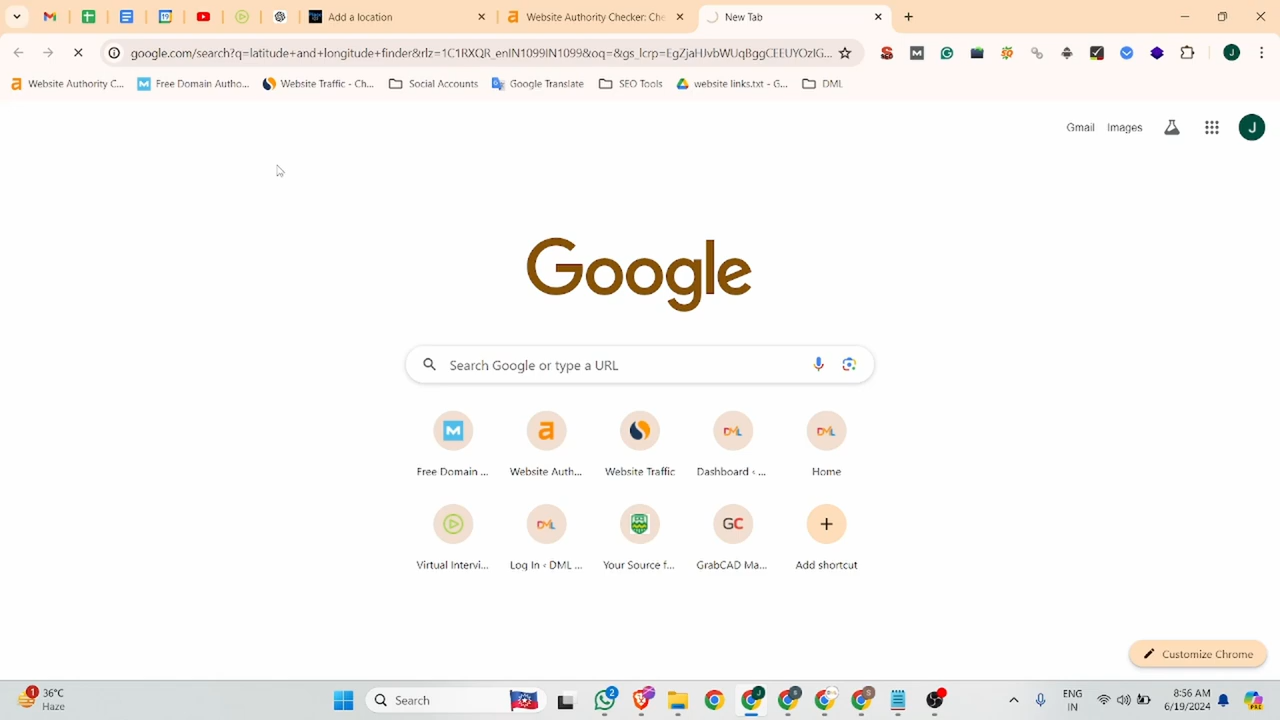 Add a location
Website Authority Checker: Che
New Tab
google.com/search?q=latitude+and+longitude+finder&rlz=1C1RXQR_enIN1099IN1099&oq=&gs_lcrp=EgZjaHJvbWUqBggCEEUYOzIG...
Website Authority C...
Free Domain Autho...
Website Traffic - Ch...
Social Accounts
Google Translate
SEO Tools
website links.txt - G...
DML
Gmail
Images
J
Google
Search Google or type a URL
Free Domain ...
Website Auth...
Website Traffic
Dashboard ‹ ...
Home
Virtual Intervi...
Log In ‹ DML ...
Your Source f...
GrabCAD Ma...
Add shortcut
Customize Chrome
1
36°C
Haze
Search
2
ENG
IN
8:56 AM
6/19/2024